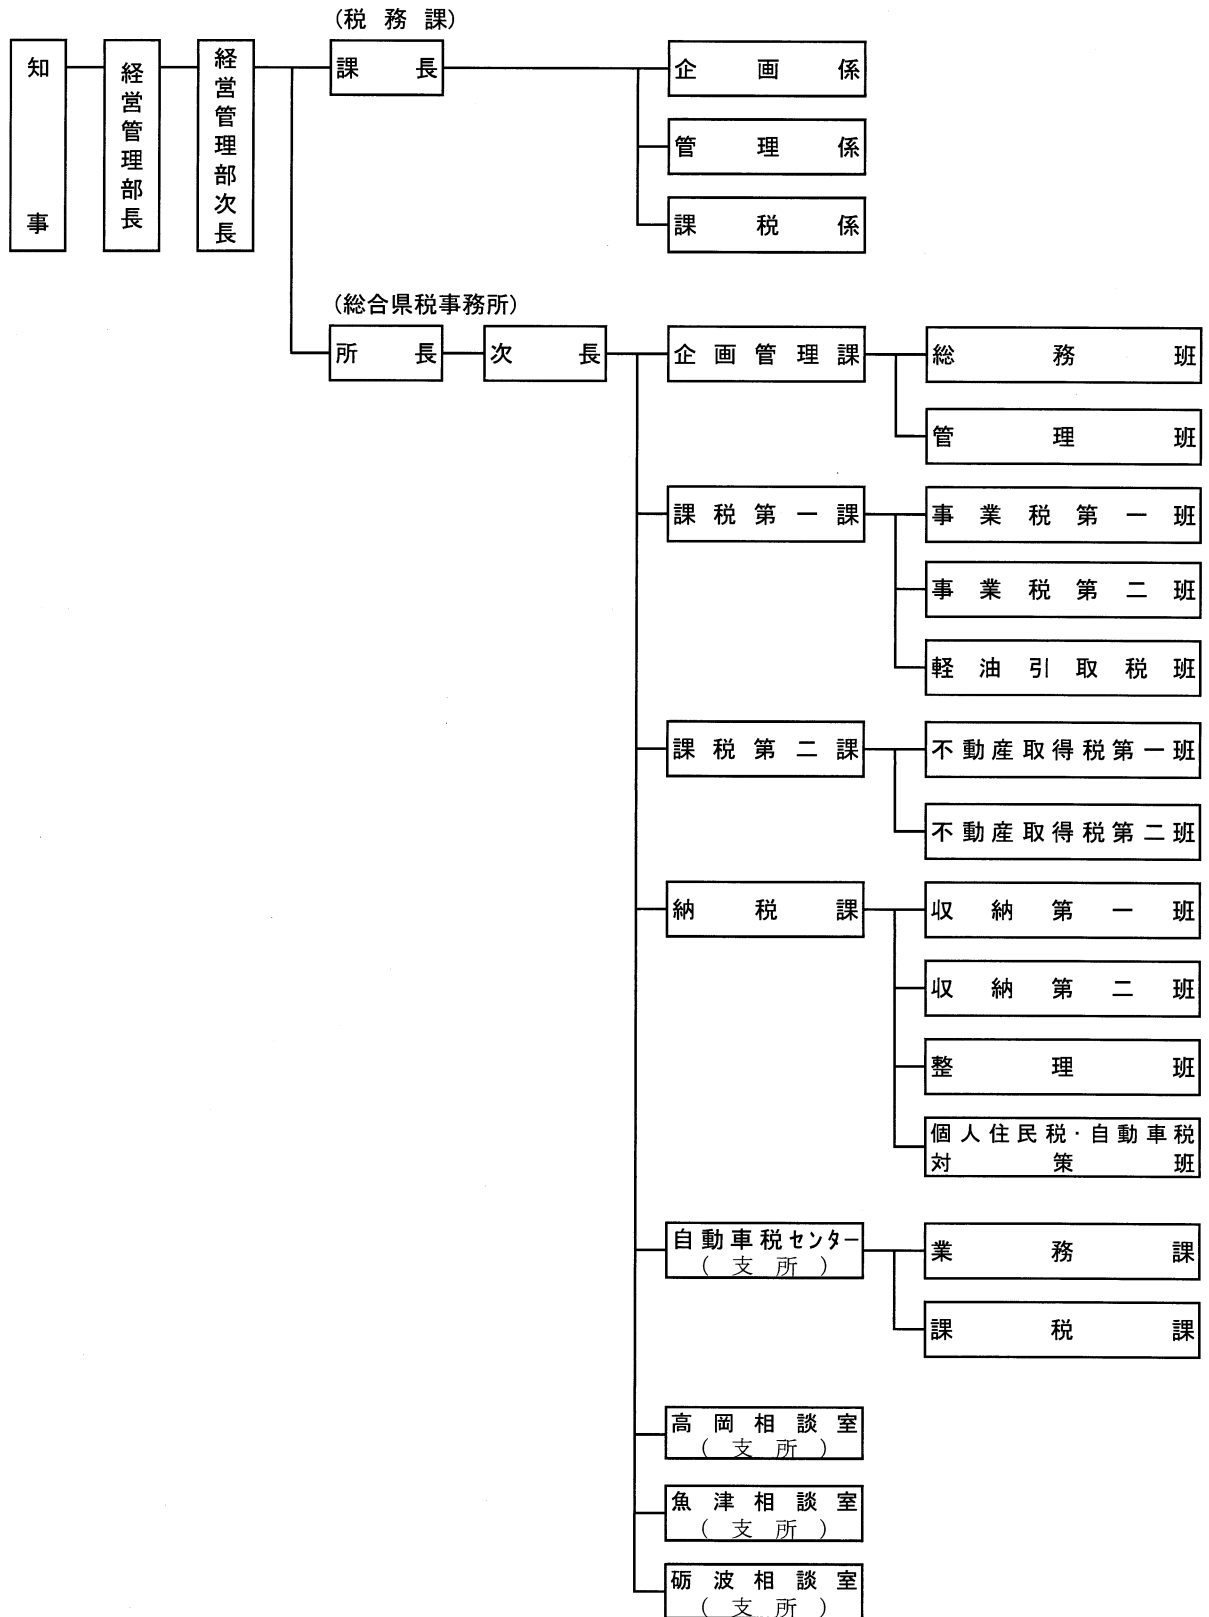 (税務課)
知事
経営管理部長
経営管理部次長
課長
企画係
管理係
課税係
(総合県税事務所)
所長
次長
企画管理課
総務班
管理班
課税第一課
事業税第一班
事業税第二班
軽油引取税班
課税第二課
不動産取得税第一班
不動産取得税第二班
納税課
収納第一班
収納第二班
整理班
個人住民税・自動車税
対策班
自動車税センター
(支所)
業務課
課税課
高岡相談室
(支所)
魚津相談室
(支所)
砺波相談室
(支所)